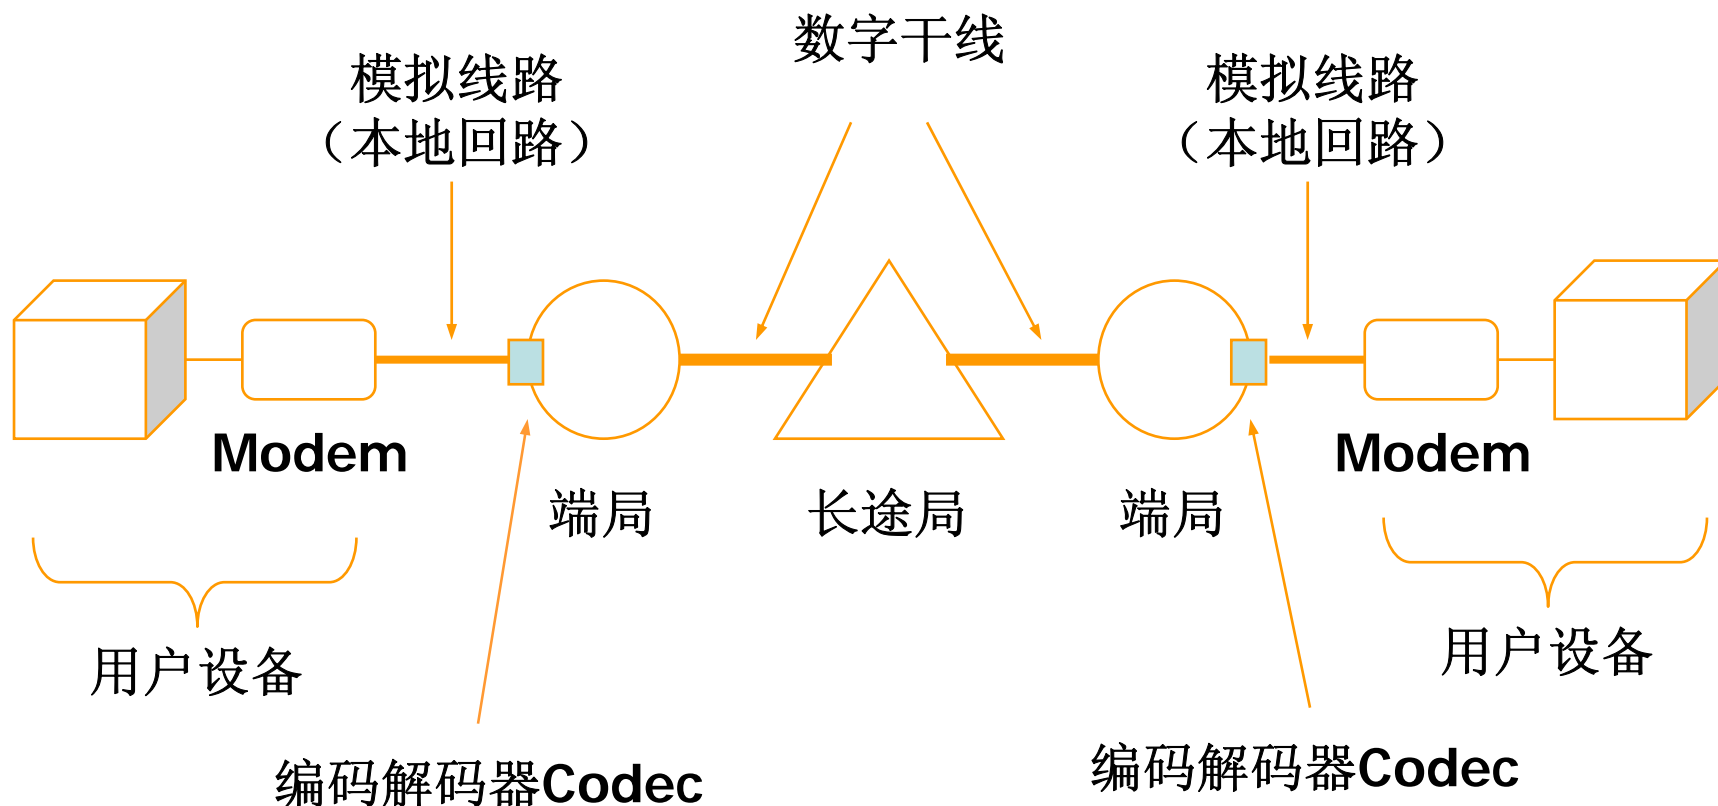 数字干线
模拟线路
（本地回路）
模拟线路
（本地回路）
Modem
Modem
端局
长途局
端局
用户设备
用户设备
编码解码器Codec
编码解码器Codec